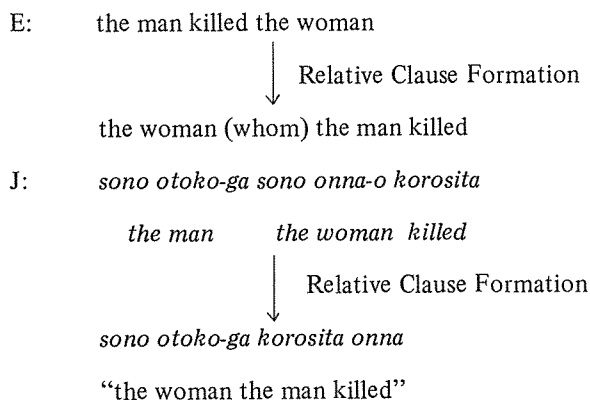 E: the man killed the woman
Relative Clause Formation
the woman (whom) the man killed
J: sono otoko-ga sono onna-o korosita
the man the woman killed
Relative Clause Formation
sono otoko-ga korosita onna
“the woman the man killed”